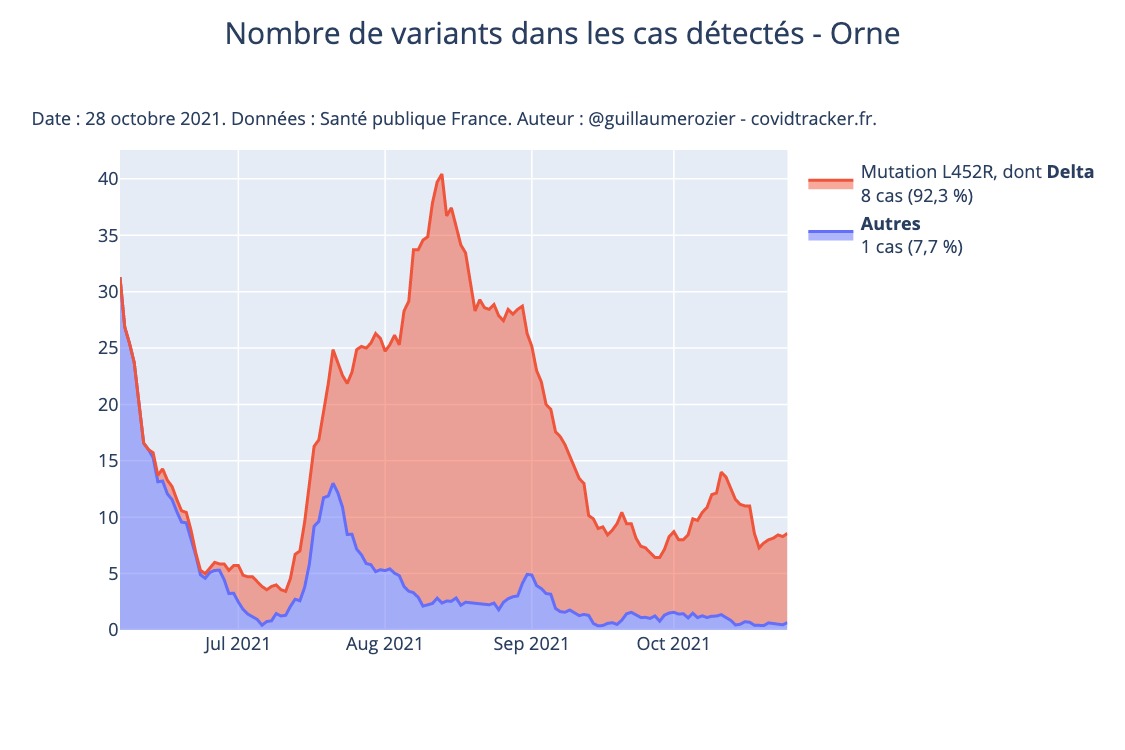 Nombre de variants dans les cas détectés - Orne
Date : 28 octobre 2021. Données : Santé publique France. Auteur : @guillaumerozier - covidtracker.fr.
40
35
30
25
20
15
10
5
0
Jul 2021
Aug 2021
Sep 2021
Oct 2021
Mutation L452R, dont Delta
8 cas (92,3 %)
Autres
1 cas (7,7 %)